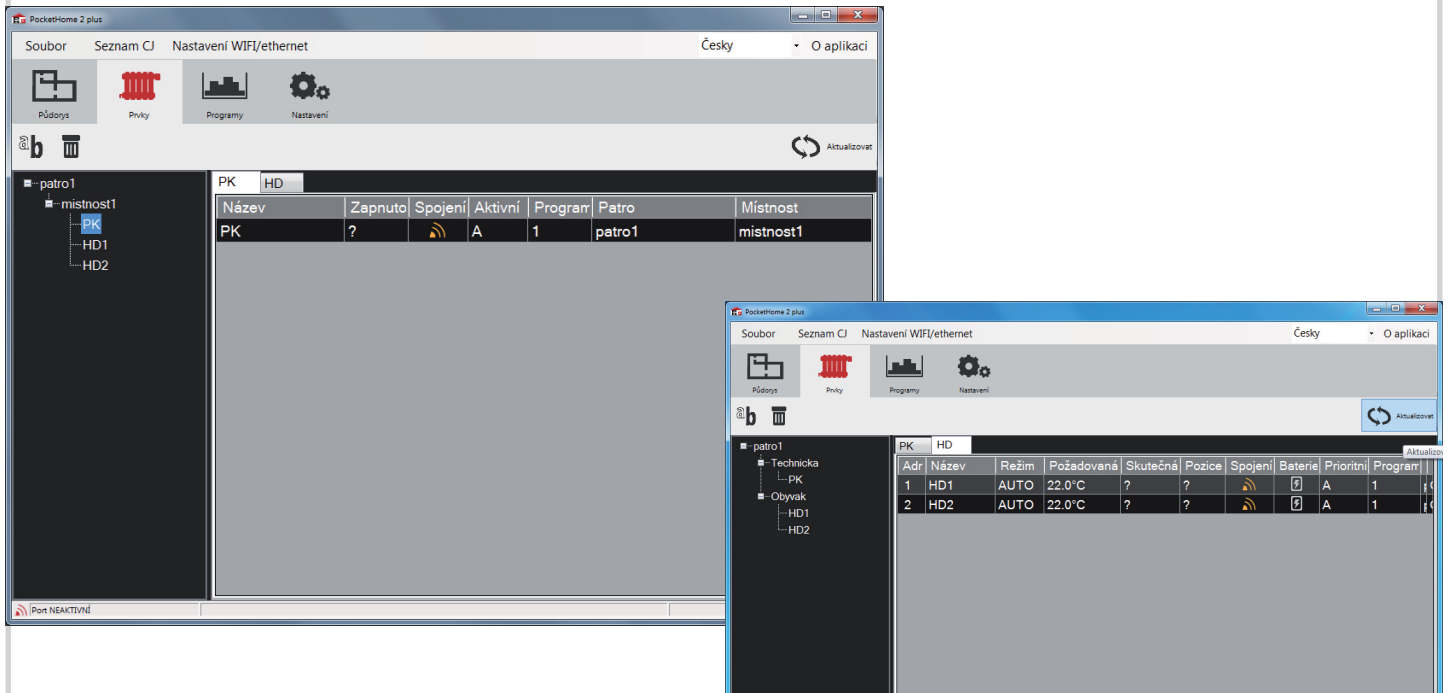 PocketHome 2 plus
Soubor Seznam CJ Nastavení WIFI/ethernet Česky O aplikaci
Půdorys Prvky Programy Nastavení
ab Aktualizovat
patro1
mistnost1
PK
HD1
HD2
PK HD
Název Zapnuto Spojení Aktivní Program Patro Místnost
PK ? A 1 patro1 mistnost1
Port NEAKTIVNÍ
PocketHome 2 plus
Soubor Seznam CJ Nastavení WIFI/ethernet Česky O aplikaci
Půdorys Prvky Programy Nastavení
ab Aktualizovat
Aktualizov
patro1
Technicka
PK
Obyvak
HD1
HD2
PK HD
Adr Název Režim Požadovaná Skutečná Pozice Spojení Baterie Prioritní Program
1 HD1 AUTO 22.0°C ? ? A 1
2 HD2 AUTO 22.0°C ? ? A 1